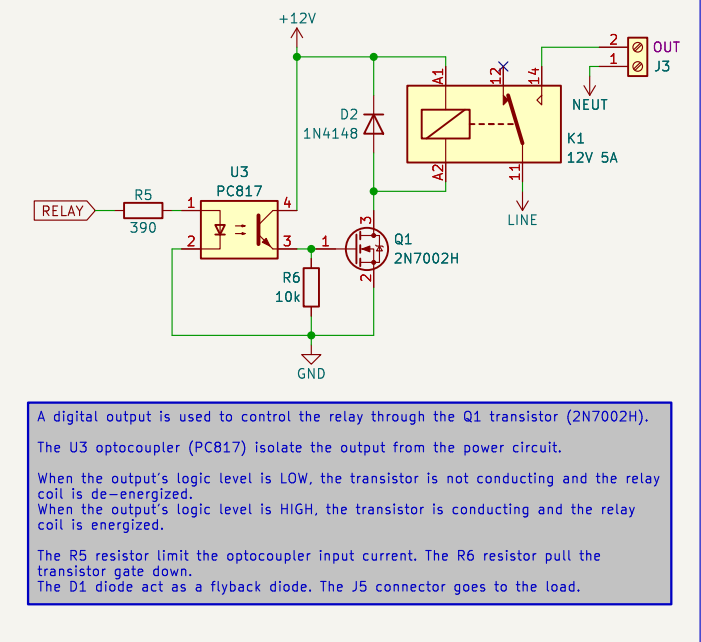 +12V
2
OUT
1
J3
A1
12
14
NEUT
D2
1N4148
K1
12V 5A
A2
11
LINE
U3
PC817
R5
RELAY
390
1
4
2
3
1
3
Q1
2N7002H
2
R6
10k
GND
A digital output is used to control the relay through the Q1 transistor (2N7002H).
The U3 optocoupler (PC817) isolate the output from the power circuit.
When the output's logic level is LOW, the transistor is not conducting and the relay
coil is de-energized.
When the output's logic level is HIGH, the transistor is conducting and the relay
coil is energized.
The R5 resistor limit the optocoupler input current. The R6 resistor pull the
transistor gate down.
The D1 diode act as a flyback diode. The J5 connector goes to the load.